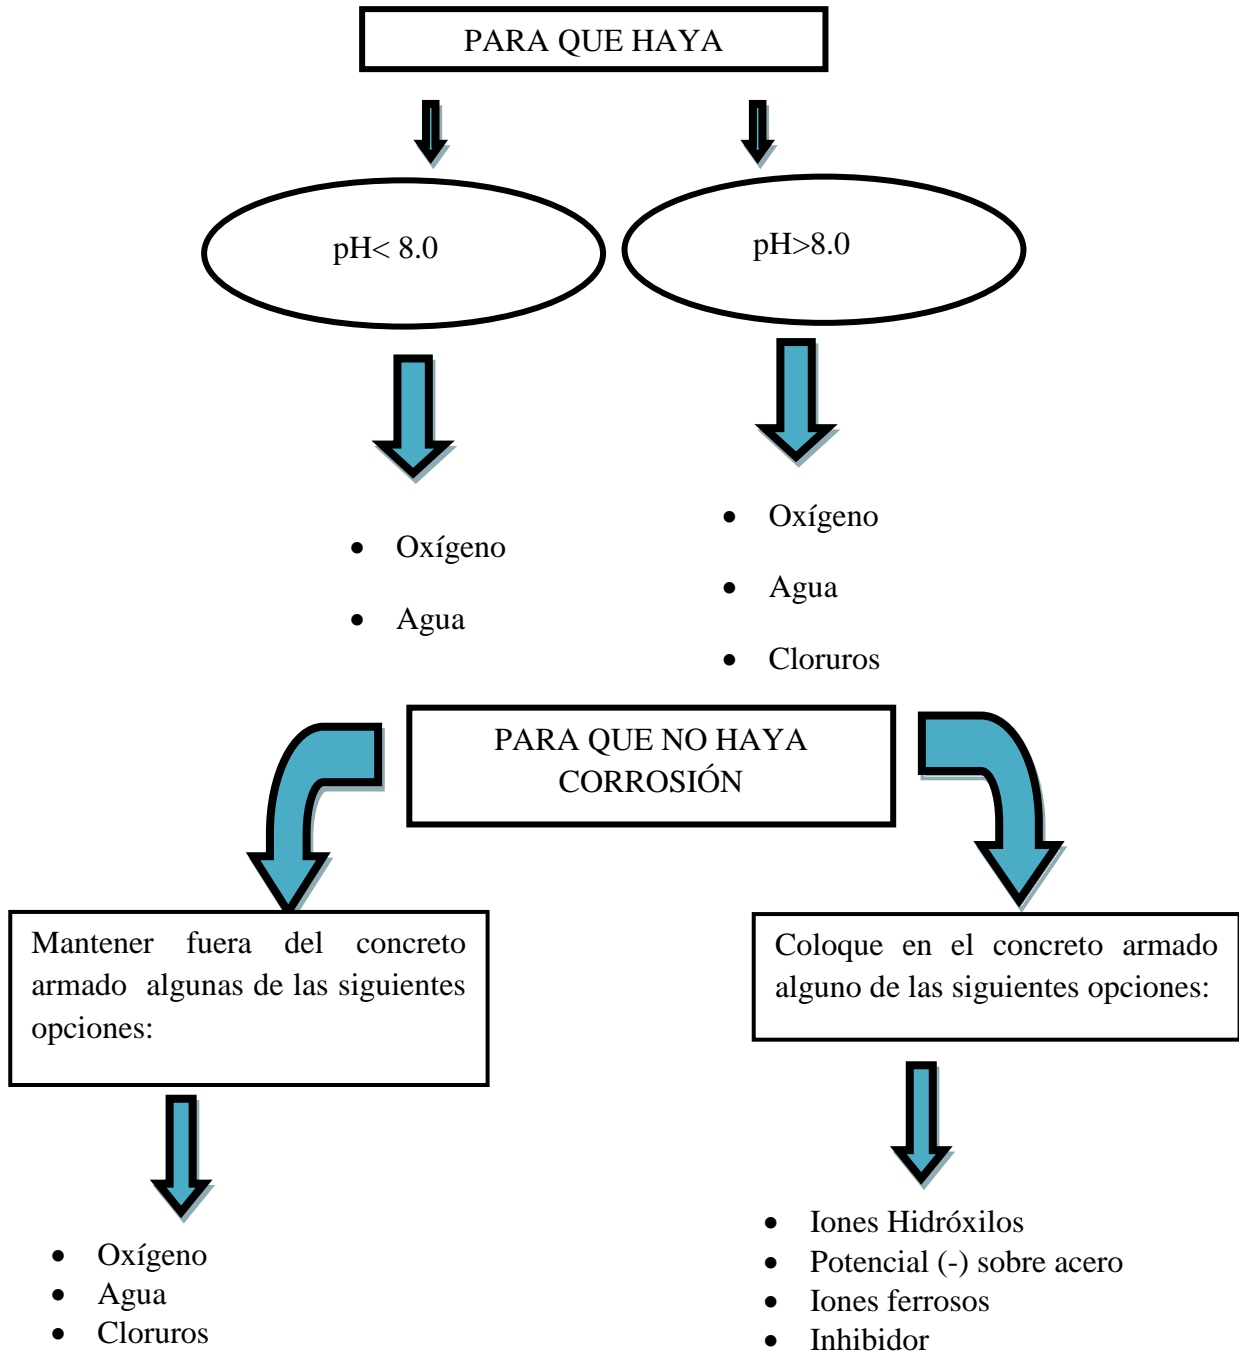 PARA QUE HAYA
pH< 8.0
pH>8.0
• Oxígeno
• Agua
• Oxígeno
• Agua
• Cloruros
PARA QUE NO HAYA
CORROSIÓN
Mantener fuera del concreto
armado algunas de las siguientes
opciones:
Coloque en el concreto armado
alguno de las siguientes opciones:
• Oxígeno
• Agua
• Cloruros
• Iones Hidróxilos
• Potencial (-) sobre acero
• Iones ferrosos
• Inhibidor